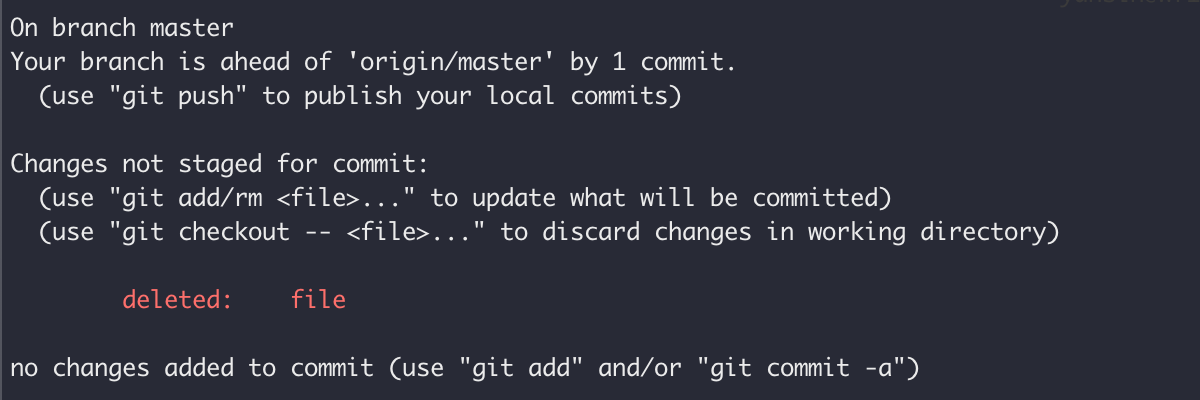 On branch master
Your branch is ahead of 'origin/master' by 1 commit.
(use "git push" to publish your local commits)
Changes not staged for commit:
(use "git add/rm <file>..." to update what will be committed)
(use "git checkout -- <file>..." to discard changes in working directory)
deleted: file
no changes added to commit (use "git add" and/or "git commit -a")